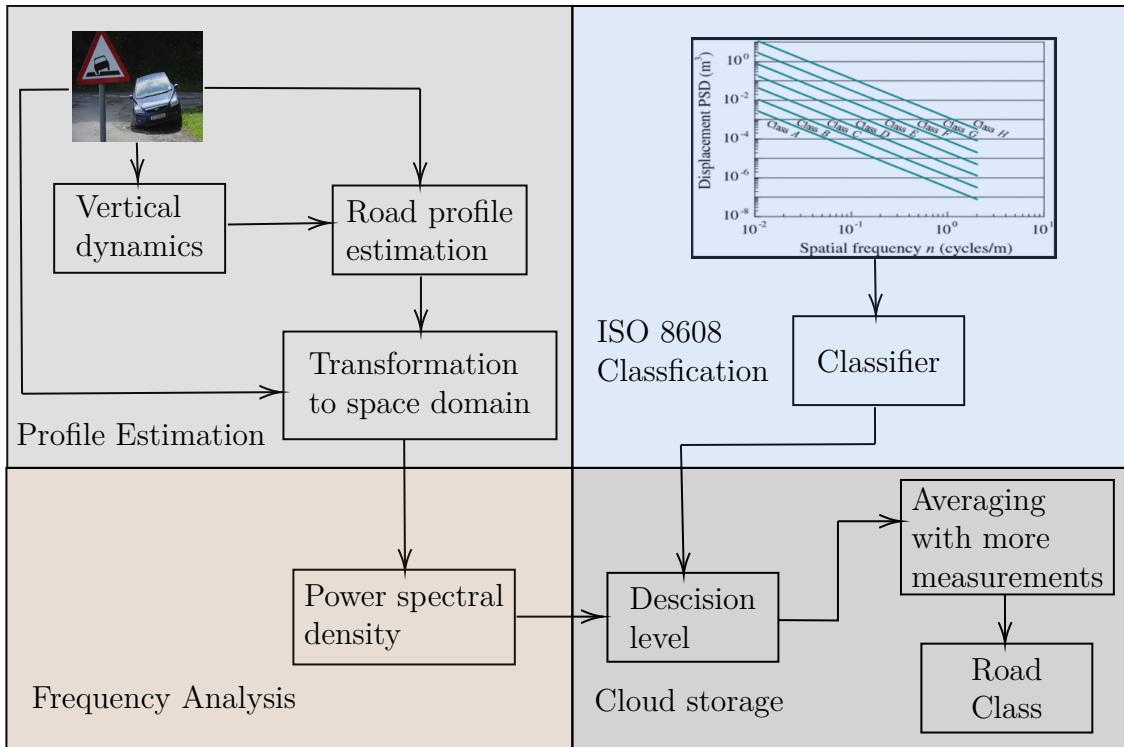 Vertical
dynamics
Road profile
estimation
Transformation
to space domain
Profile Estimation
Displacement PSD (m³)
10⁰
10⁻²
10⁻⁴
10⁻⁶
10⁻⁸
Class A
Class B
Class C
Class D
Class E
Class F
Class G
Class H
10⁻²
10⁻¹
10⁰
10¹
Spatial frequency n (cycles/m)
ISO 8608
Classfication
Classifier
Power spectral
density
Frequency Analysis
Descision
level
Averaging
with more
measurements
Road
Class
Cloud storage